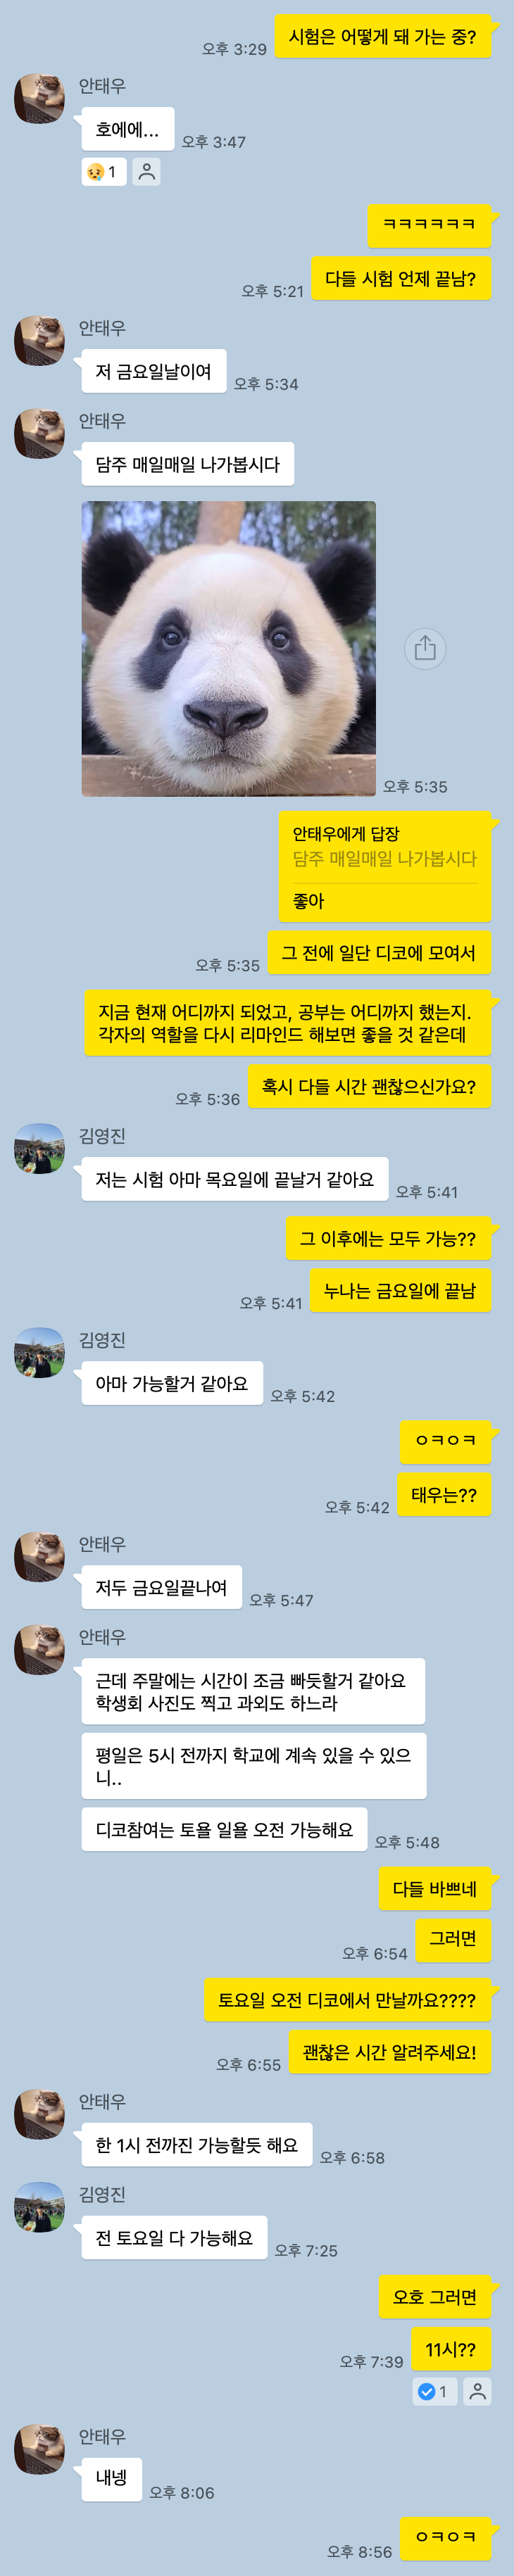 시험은 어떻게 돼 가는 중?
오후 3:29
안태우
호에에...
오후 3:47
1
ㅋㅋㅋㅋㅋㅋ
다들 시험 언제 끝남?
오후 5:21
안태우
저 금요일날이여
오후 5:34
안태우
담주 매일매일 나가봅시다
오후 5:35
안태우에게 답장
담주 매일매일 나가봅시다
좋아
그 전에 일단 디코에 모여서
오후 5:35
지금 현재 어디까지 되었고, 공부는 어디까지 했는지.
각자의 역할을 다시 리마인드 해보면 좋을 것 같은데
혹시 다들 시간 괜찮으신가요?
오후 5:36
김영진
저는 시험 아마 목요일에 끝날거 같아요
오후 5:41
그 이후에는 모두 가능??
누나는 금요일에 끝남
오후 5:41
김영진
아마 가능할거 같아요
오후 5:42
ㅇㅋㅇㅋ
태우는??
오후 5:42
안태우
저두 금요일끝나여
오후 5:47
안태우
근데 주말에는 시간이 조금 빠듯할거 같아요
학생회 사진도 찍고 과외도 하느라
평일은 5시 전까지 학교에 계속 있을 수 있으
니..
디코참여는 토욜 일욜 오전 가능해요
오후 5:48
다들 바쁘네
그러면
오후 6:54
토요일 오전 디코에서 만날까요????
괜찮은 시간 알려주세요!
오후 6:55
안태우
한 1시 전까진 가능할듯 해요
오후 6:58
김영진
전 토요일 다 가능해요
오후 7:25
오호 그러면
11시??
오후 7:39
1
안태우
내넹
오후 8:06
ㅇㅋㅇㅋ
오후 8:56